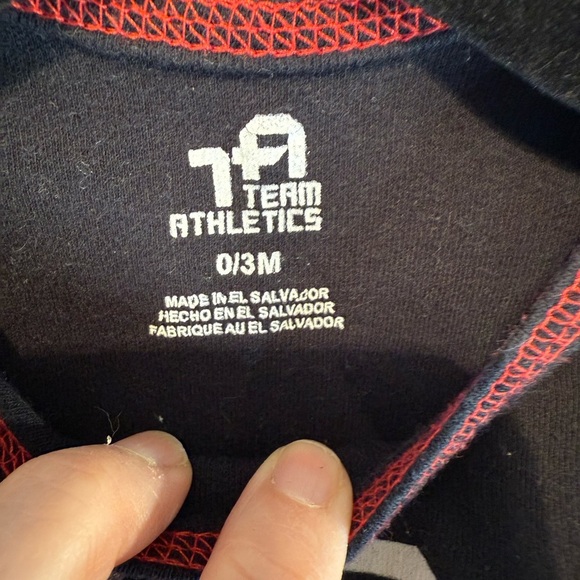 TA
TEAM
ATHLETICS
0/3M
MADE IN EL SALVADOR
HECHO EN EL SALVADOR
FABRIQUE AU EL SALVADOR